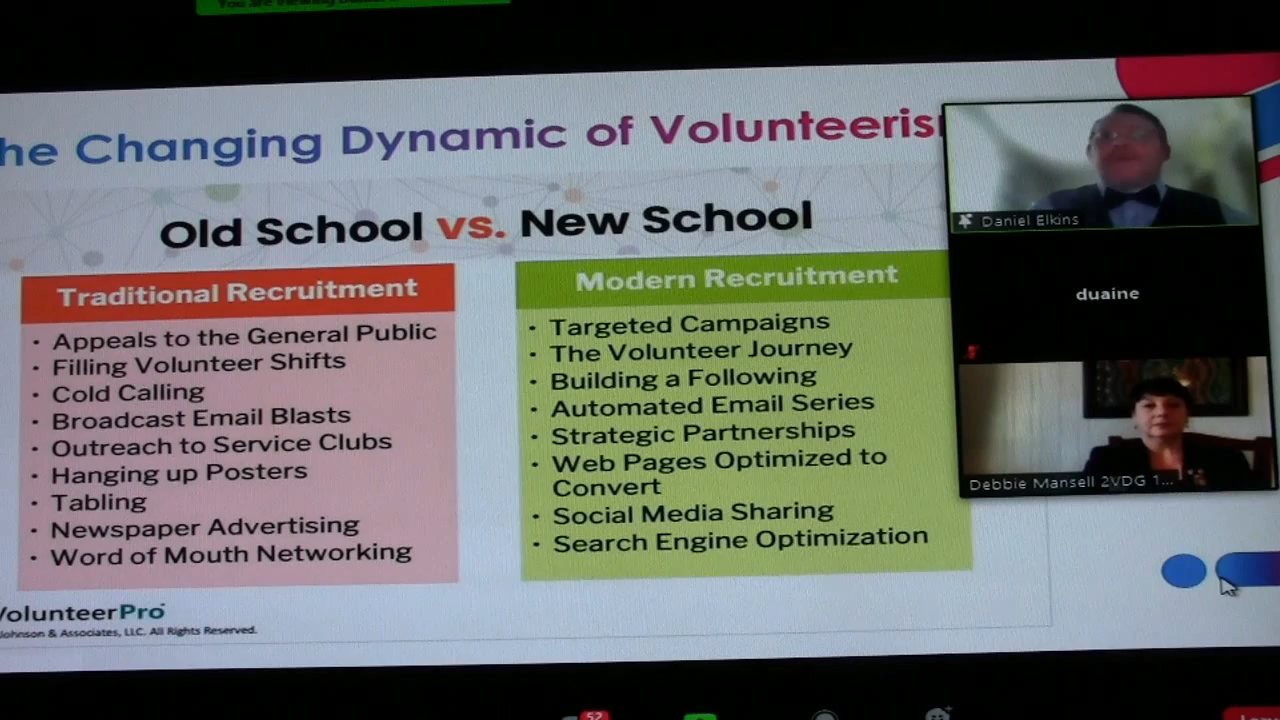 You are viewing
he Changing Dynamic of Volunteeris
Old School vs. New School
Traditional Recruitment
· Appeals to the General Public
· Filling Volunteer Shifts
· Cold Calling
· Broadcast Email Blasts
· Outreach to Service Clubs
· Hanging up Posters
· Tabling
· Newspaper Advertising
· Word of Mouth Networking
Modern Recruitment
· Targeted Campaigns
· The Volunteer Journey
· Building a Following
· Automated Email Series
· Strategic Partnerships
· Web Pages Optimized to
Convert
· Social Media Sharing
· Search Engine Optimization
VolunteerPro
Johnson & Associates, LLC. All Rights Reserved.
Daniel Elkins
duaine
Debbie Mansell 2VDG 1...
52